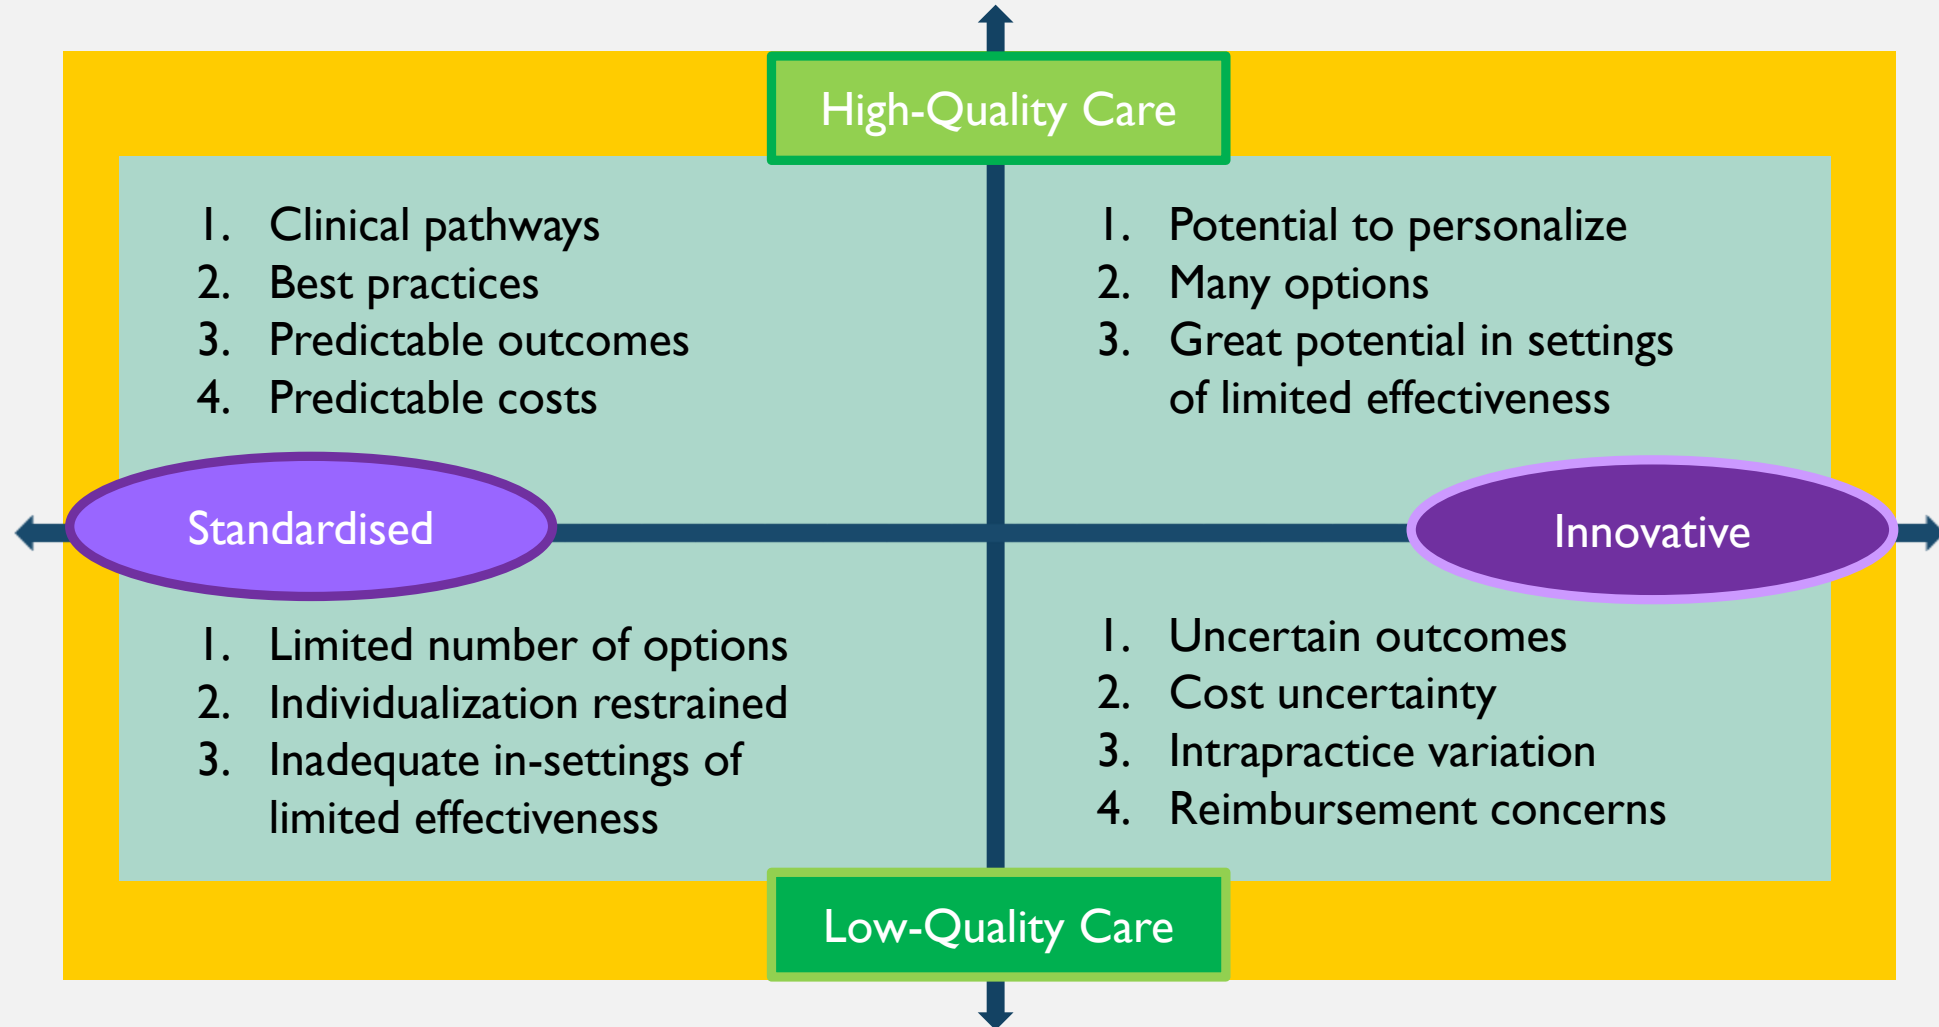 High-Quality Care
1. Clinical pathways
2. Best practices
3. Predictable outcomes
4. Predictable costs
1. Potential to personalize
2. Many options
3. Great potential in settings
of limited effectiveness
Standardised
Innovative
1. Limited number of options
2. Individualization restrained
3. Inadequate in-settings of
limited effectiveness
1. Uncertain outcomes
2. Cost uncertainty
3. Intrapractice variation
4. Reimbursement concerns
Low-Quality Care